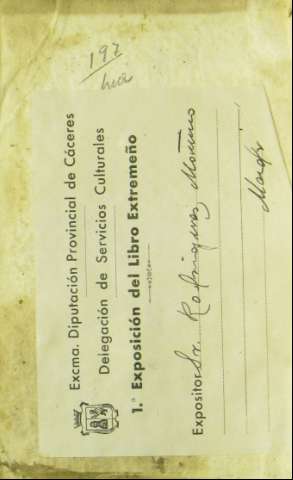 192
Excma. Diputación Provincial de Cáceres
Delegación de Servicios Culturales
1.ª Exposición del Libro Extremeño
Expositor Sr. Rodríguez Moñino